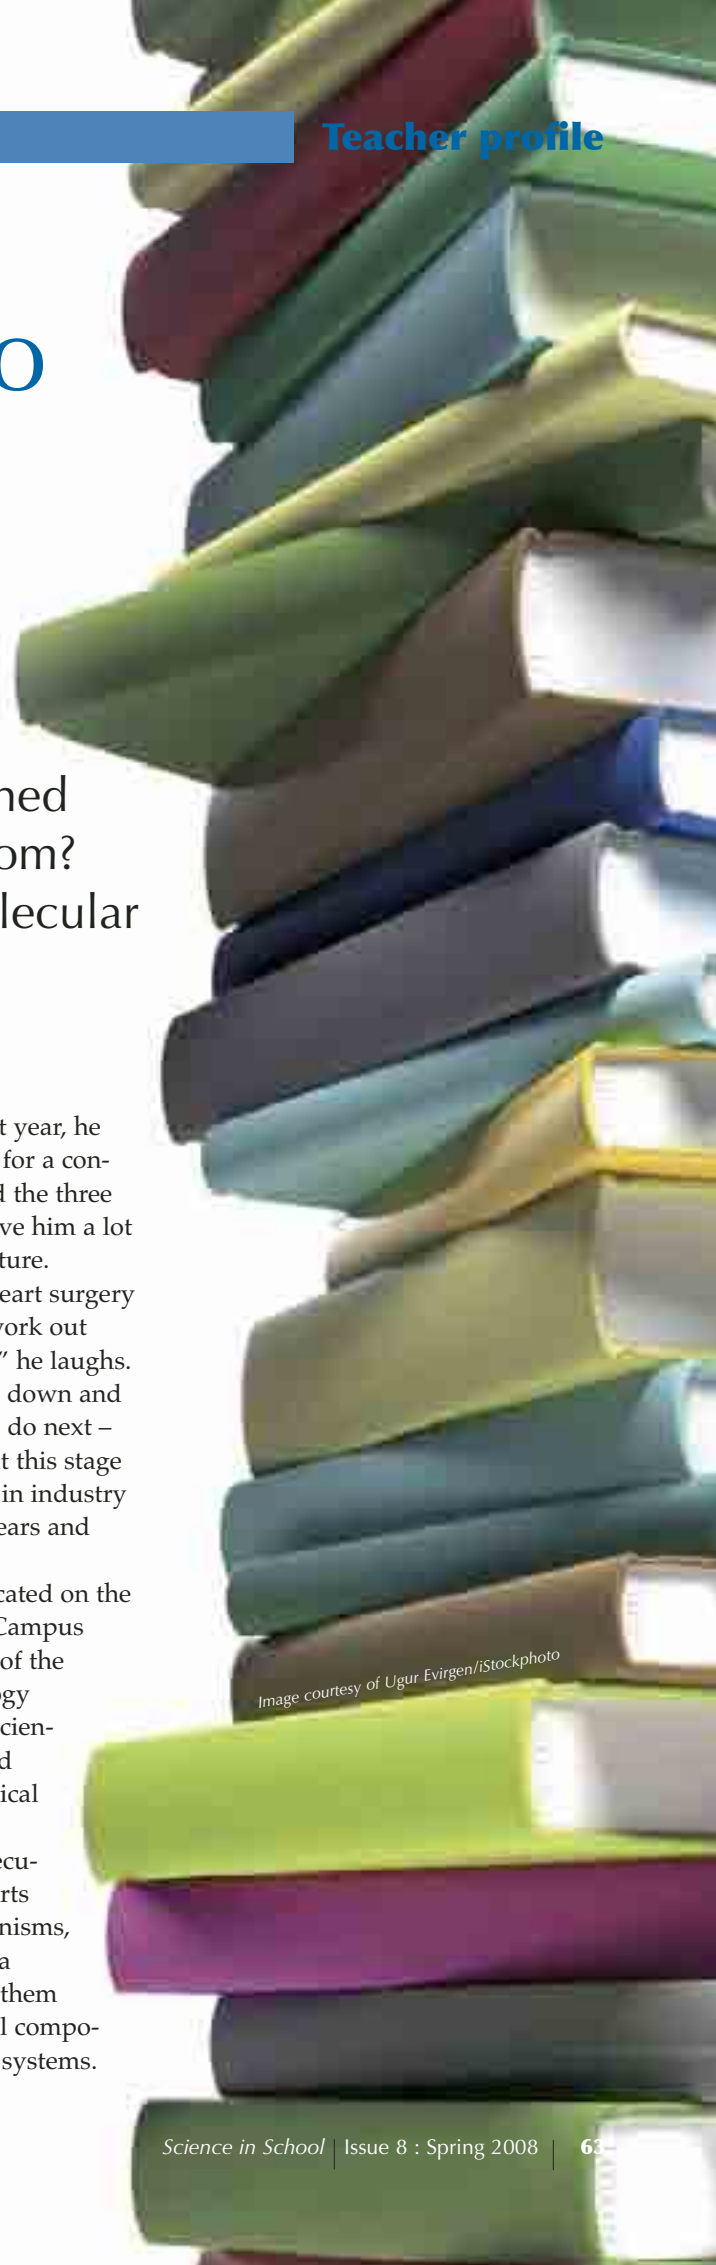 Teacher profile
o
ned
om?
lecular
t year, he
for a con-
d the three
ve him a lot
ture.
eart surgery
work out
” he laughs.
down and
do next –
t this stage
in industry
ears and
cated on the
Campus
of the
ogy
cien-
d
ical
ecu-
rts
nisms,
a
them
l compo-
systems.
Image courtesy of Ugur Evirgen/iStockphoto
Science in School | Issue 8 : Spring 2008 | 63